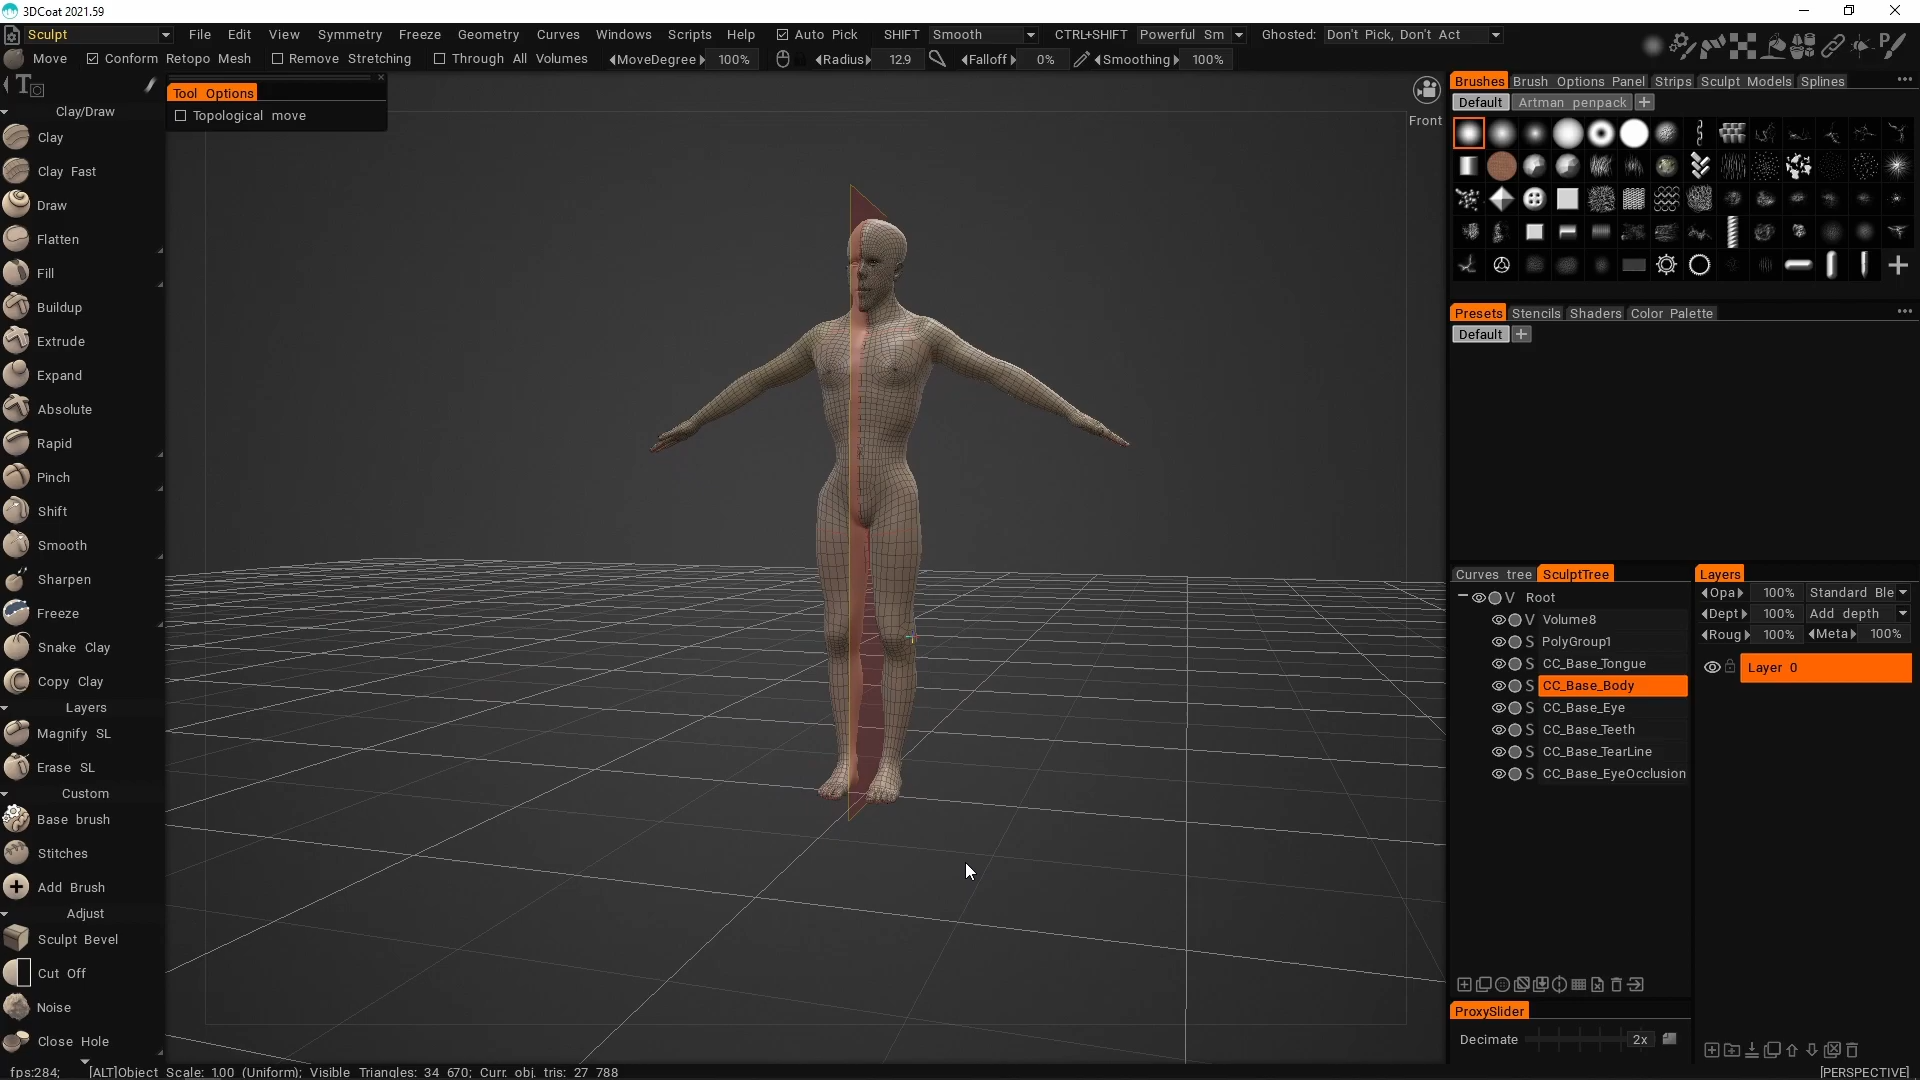 3DCoat 2021.59
Sculpt File Edit View Symmetry Freeze Geometry Curves Windows Scripts Help Auto Pick SHIFT Smooth CTRL+SHIFT Powerful Sm Ghosted: Don't Pick, Don't Act
Move Conform Retopo Mesh Remove Stretching Through All Volumes MoveDegree 100% Radius 12.9 Falloff 0% Smoothing 100%
Tool Options
Topological move
Front
Clay/Draw
Clay
Clay Fast
Draw
Flatten
Fill
Buildup
Extrude
Expand
Absolute
Rapid
Pinch
Shift
Smooth
Sharpen
Freeze
Snake Clay
Copy Clay
Layers
Magnify SL
Erase SL
Custom
Base brush
Stitches
Add Brush
Adjust
Sculpt Bevel
Cut Off
Noise
Close Hole
Brushes Brush Options Panel Strips Sculpt Models Splines
Default Artman penpack
Presets Stencils Shaders Color Palette
Default
Curves tree SculptTree
V Root
V Volume8
S PolyGroup1
S CC_Base_Tongue
S CC_Base_Body
S CC_Base_Eye
S CC_Base_Teeth
S CC_Base_TearLine
S CC_Base_EyeOcclusion
Layers
Opa 100% Standard Ble
Dept 100% Add depth
Roug 100% Meta 100%
Layer 0
ProxySlider
Decimate 2x
fps:284; [ALT]Object Scale: 1.00 (Uniform); Visible Triangles: 34 670; Curr. obj. tris: 27 788
[PERSPECTIVE]